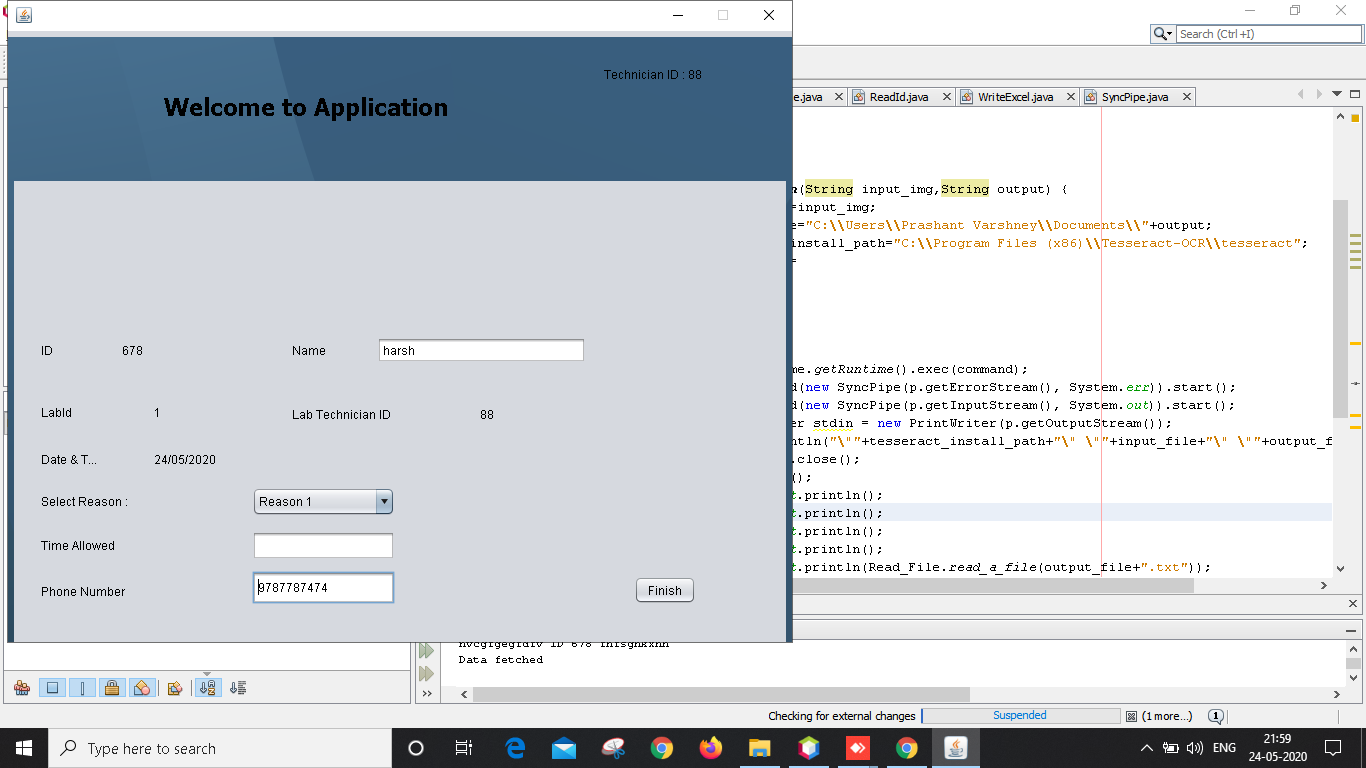 Technician ID : 88
Welcome to Application
ID 678 Name harsh
LabId 1 Lab Technician ID 88
Date & T... 24/05/2020
Select Reason : Reason 1
Time Allowed
Phone Number 9787787474 Finish
Search (Ctrl+I)
e.java ReadId.java WriteExcel.java SyncPipe.java
(String input_img,String output) {
=input_img;
e="C:\\Users\\Prashant Varshney\\Documents\\"+output;
install_path="C:\\Program Files (x86)\\Tesseract-OCR\\tesseract";
=
me.getRuntime().exec(command);
d(new SyncPipe(p.getErrorStream(), System.err)).start();
d(new SyncPipe(p.getInputStream(), System.out)).start();
er stdin = new PrintWriter(p.getOutputStream());
ntln("\""+tesseract_install_path+"\" \""+input_file+"\" \""+output_f
.close();
();
t.println();
t.println();
t.println();
t.println();
t.println(Read_File.read_a_file(output_file+".txt"));
ID 678
Data fetched
Checking for external changes Suspended (1 more...) 1
Type here to search
ENG 21:59
24-05-2020